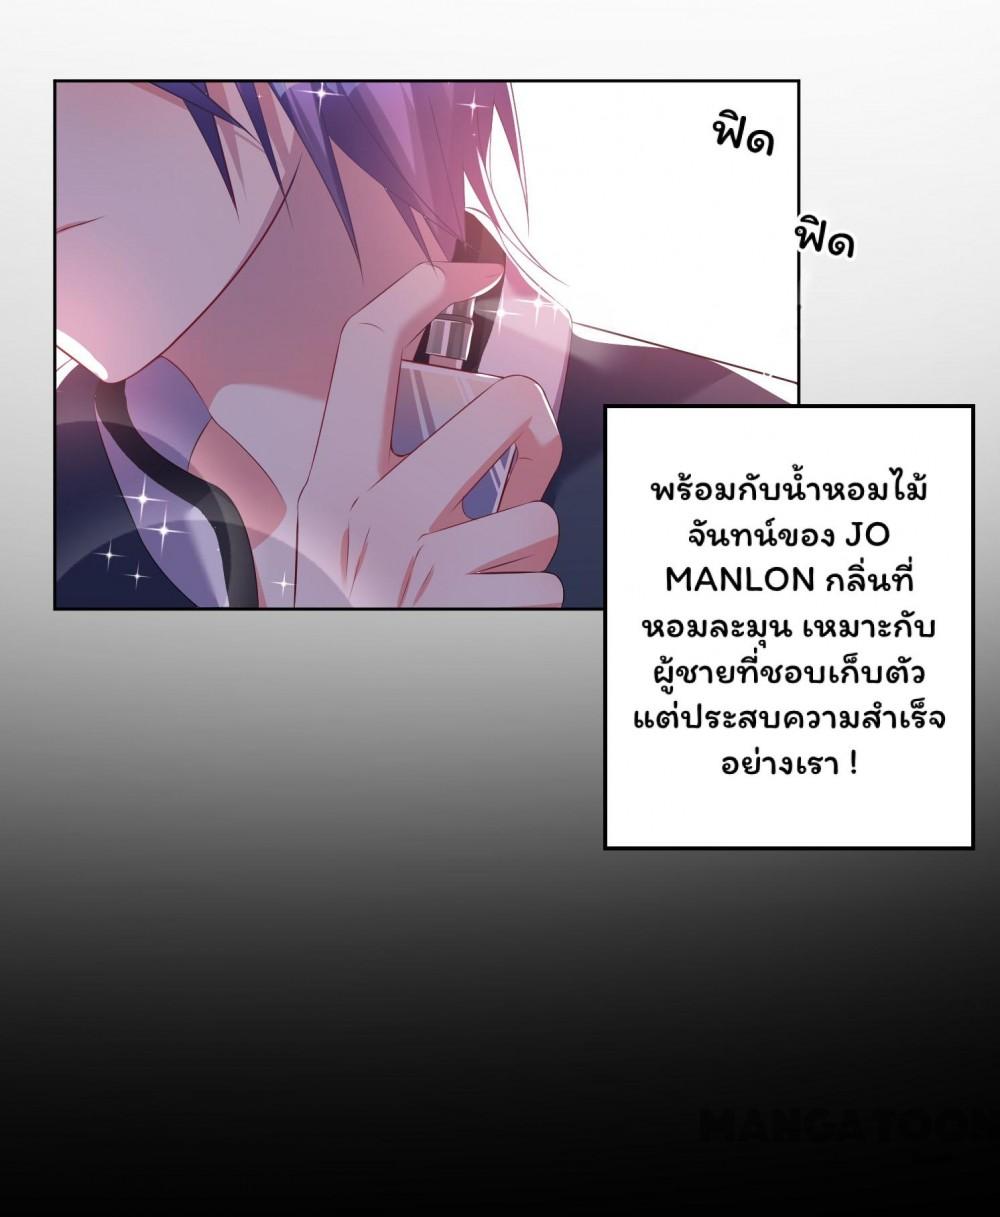 ฟิด
ฟิด
พร้อมกับน้ำหอมไม้
จันทน์ของ JO
MANLON กลิ่นที่
หอมละมุน เหมาะกับ
ผู้ชายที่ชอบเก็บตัว
แต่ประสบความสำเร็จ
อย่างเรา !
MANGA TOON